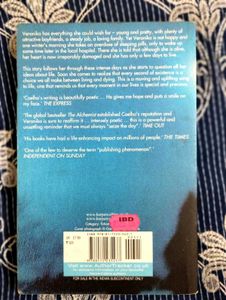 Veronika has everything she could wish for – young and pretty, with plenty
of attractive boyfriends, a steady job, a loving family. Yet Veronika is not happy and
one winter's morning she takes an overdose of sleeping pills, only to wake up
some time later in the local hospital. There she is told that although she is alive,
her heart is now irreparably damaged and she has only a few days to live...
This story follows her through these intense days as she starts to question all her
ideas about life. Soon she comes to realize that every second of existence is a
choice we all make between living and dying. This is a moving and uplifting song
to life, one that reminds us that every moment in our lives is special and precious.
'Coelho's writing is beautifully poetic... He gives me hope and puts a smile on
my face.' THE EXPRESS
'The global bestseller The Alchemist established Coelho's reputation and
Veronika is sure to reaffirm it ... intensely poetic ... this is a powerful and
unsettling reminder that we must always "seize the day".' TIME OUT
'His books have had a life-enhancing impact on millions of people.' THE TIMES
'One of the few to deserve the term "publishing phenomenon".'
INDEPENDENT ON SUNDAY
IBD
Visit www.AuthorTracker.co.uk
FOR SALE IN THE INDIAN SUBCONTINENT ONLY